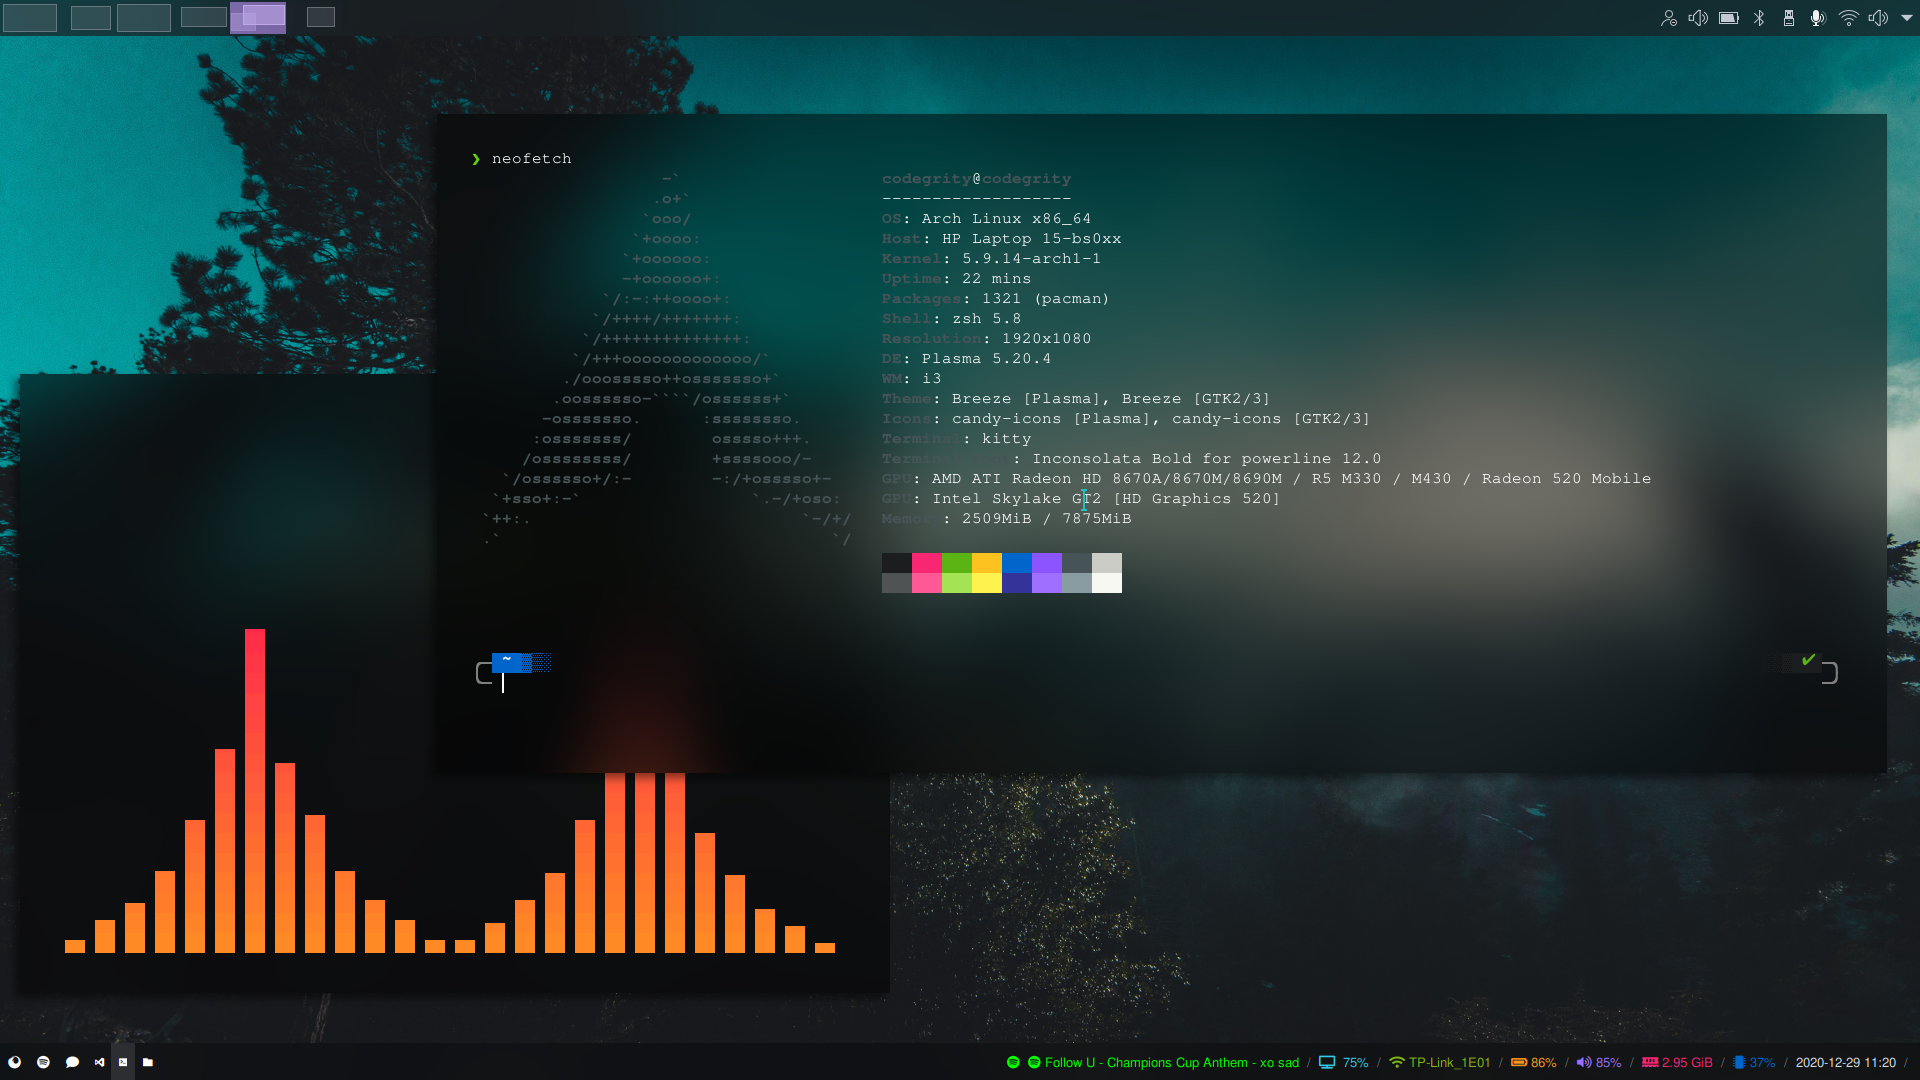 ❯ neofetch
codegrity@codegrity
-------------------
OS: Arch Linux x86_64
Host: HP Laptop 15-bs0xx
Kernel: 5.9.14-arch1-1
Uptime: 22 mins
Packages: 1321 (pacman)
Shell: zsh 5.8
Resolution: 1920x1080
DE: Plasma 5.20.4
WM: i3
Theme: Breeze [Plasma], Breeze [GTK2/3]
Icons: candy-icons [Plasma], candy-icons [GTK2/3]
Terminal: kitty
: Inconsolata Bold for powerline 12.0
GPU: AMD ATI Radeon HD 8670A/8670M/8690M / R5 M330 / M430 / Radeon 520 Mobile
GPU: Intel Skylake GT2 [HD Graphics 520]
Memory: 2509MiB / 7875MiB
~ ✔
Follow U - Champions Cup Anthem - xo sad / 75% / TP-Link_1E01 / 86% / 85% / 2.95 GiB / 37% / 2020-12-29 11:20 /